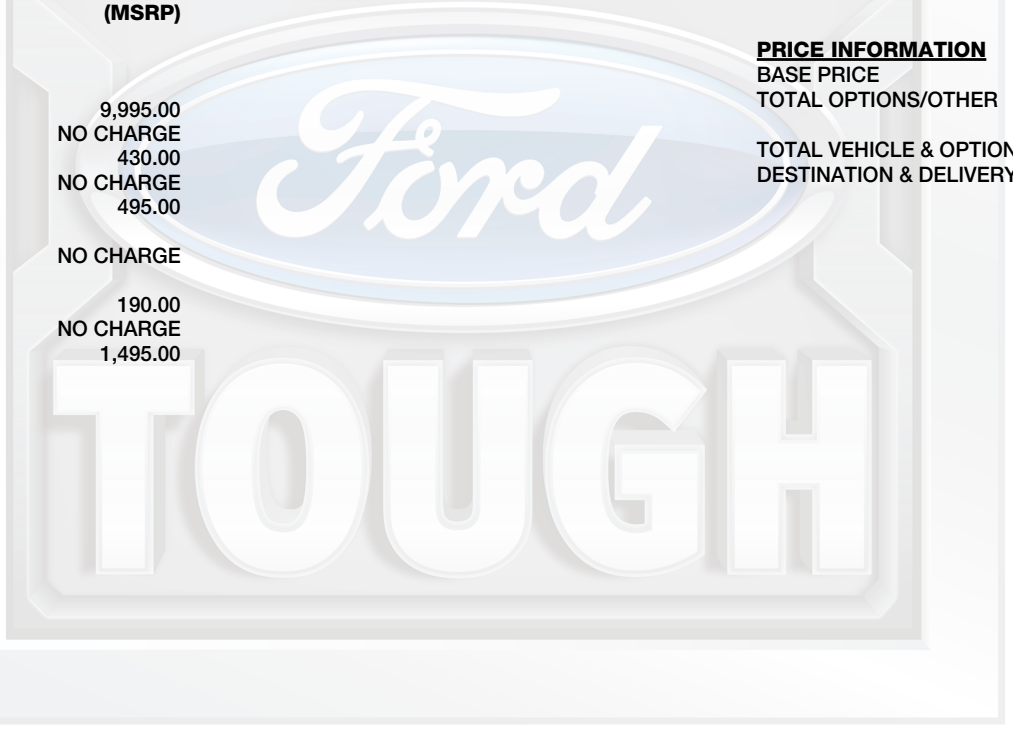 (MSRP)
9,995.00
NO CHARGE
430.00
NO CHARGE
495.00
NO CHARGE
190.00
NO CHARGE
1,495.00
PRICE INFORMATION
BASE PRICE
TOTAL OPTIONS/OTHER
TOTAL VEHICLE & OPTION
DESTINATION & DELIVERY
Ford
TOUGH